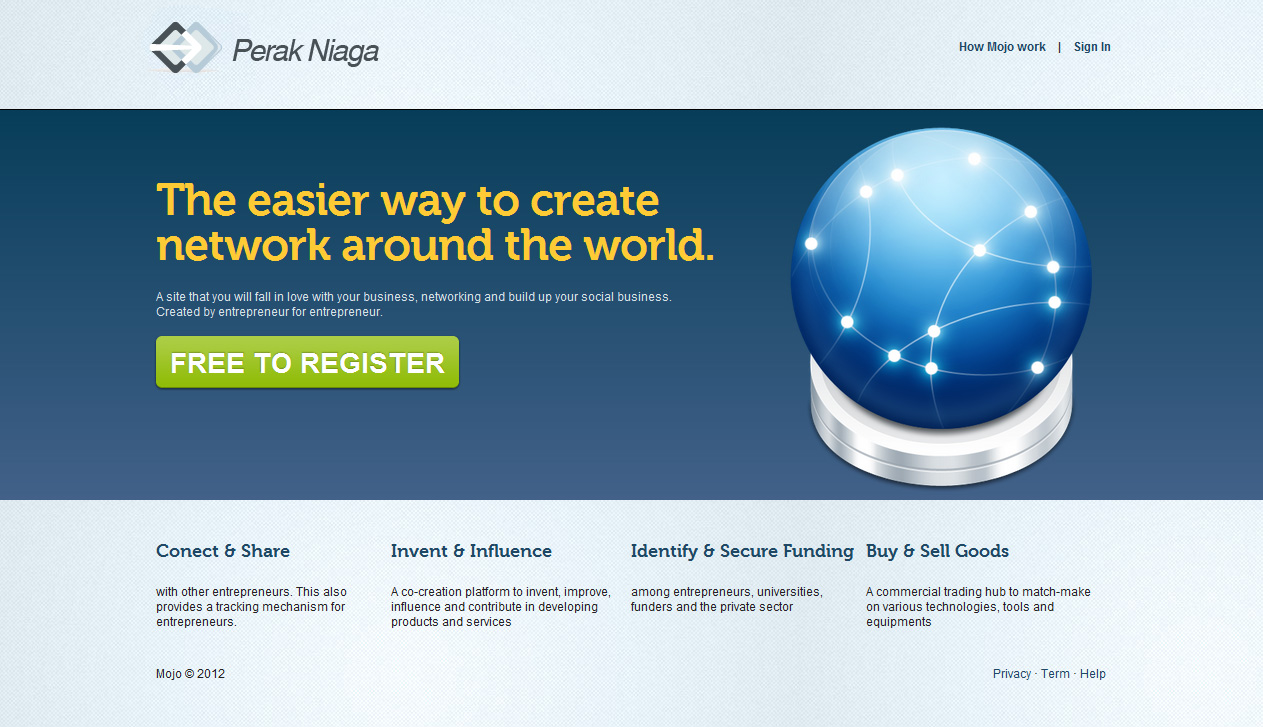 Perak Niaga
How Mojo work | Sign In
The easier way to create
network around the world.
A site that you will fall in love with your business, networking and build up your social business.
Created by entrepreneur for entrepreneur.
FREE TO REGISTER
Conect & Share
with other entrepreneurs. This also
provides a tracking mechanism for
entrepreneurs.
Invent & Influence
A co-creation platform to invent, improve,
influence and contribute in developing
products and services
Identify & Secure Funding
among entrepreneurs, universities,
funders and the private sector
Buy & Sell Goods
A commercial trading hub to match-make
on various technologies, tools and
equipments
Mojo © 2012
Privacy · Term · Help